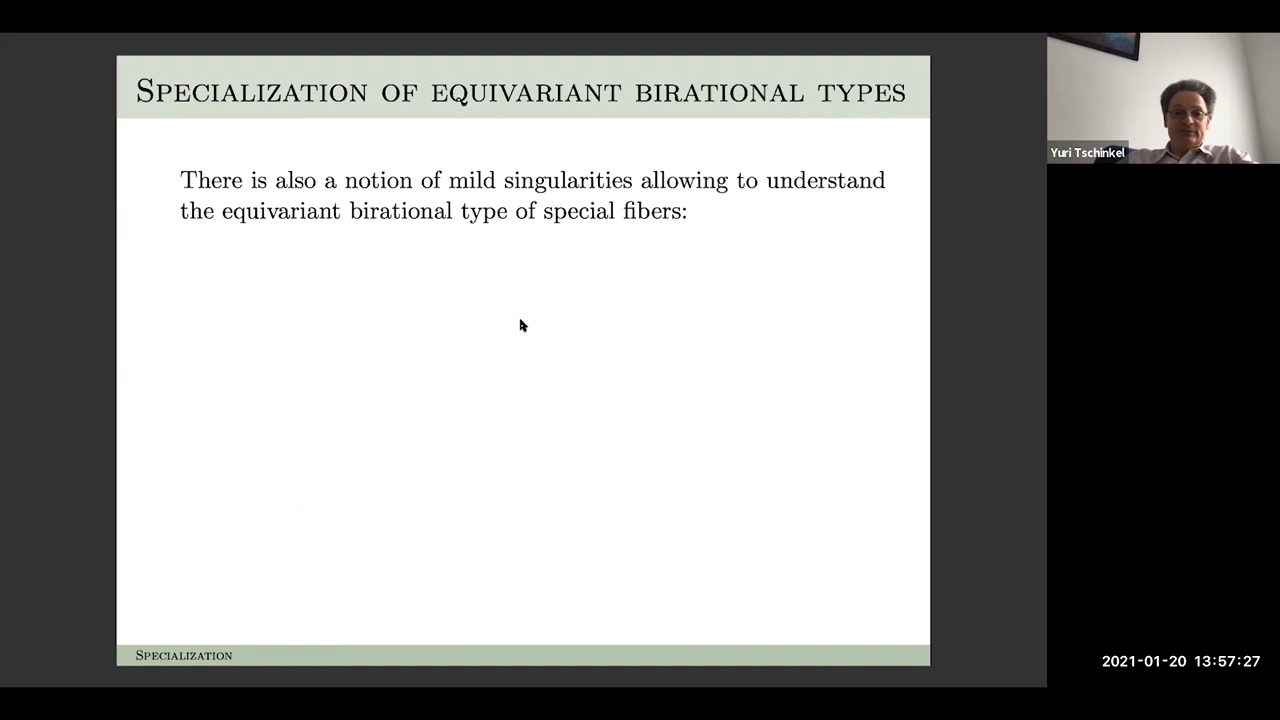 Specialization of equivariant birational types
There is also a notion of mild singularities allowing to understand
the equivariant birational type of special fibers:
Specialization
Yuri Tschinkel
2021-01-20 13:57:27